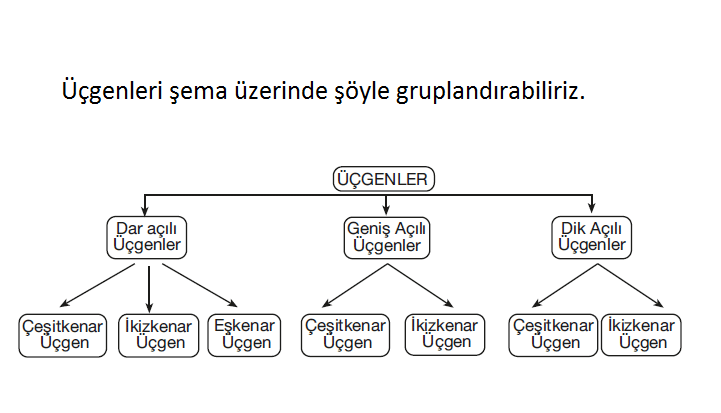 Üçgenleri şema üzerinde şöyle gruplandırabiliriz.
ÜÇGENLER
Dar açılı
Üçgenler
Geniş Açılı
Üçgenler
Dik Açılı
Üçgenler
Çeşitkenar
Üçgen
İkizkenar
Üçgen
Eşkenar
Üçgen
Çeşitkenar
Üçgen
İkizkenar
Üçgen
Çeşitkenar
Üçgen
İkizkenar
Üçgen